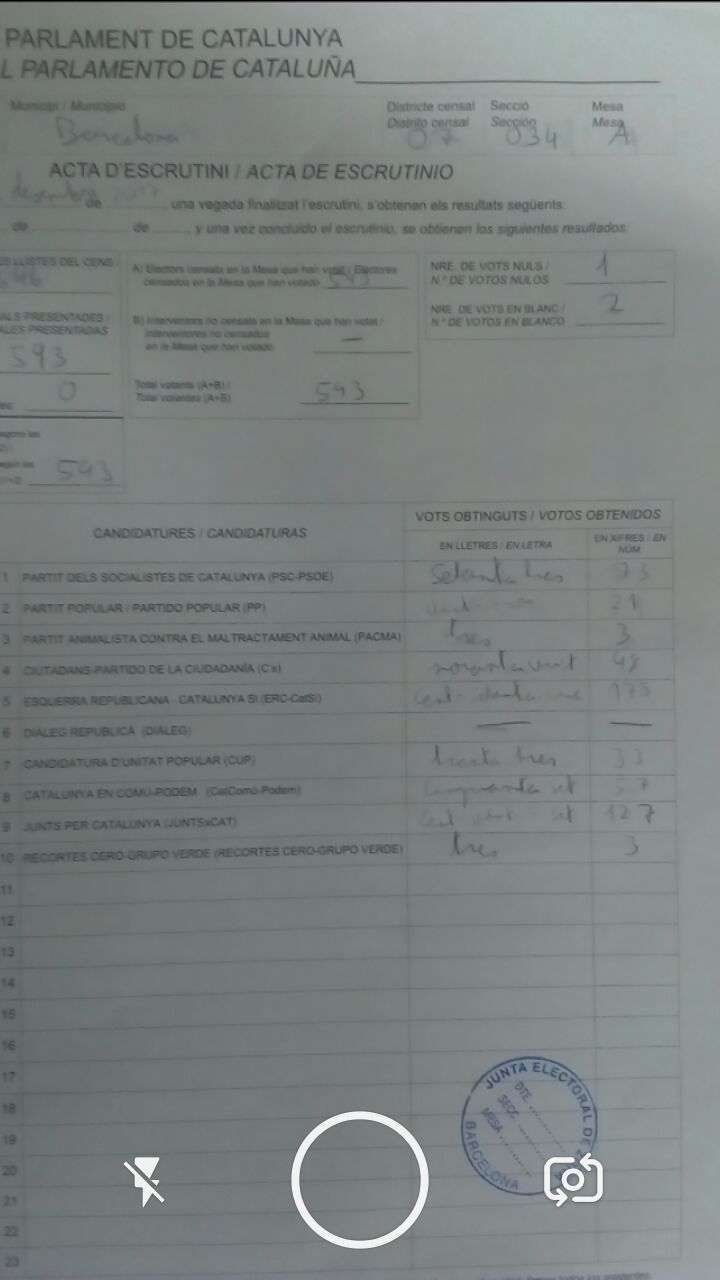 PARLAMENT DE CATALUNYA
L PARLAMENTO DE CATALUÑA
Municipi / Municipio
Barcelona
Districte censal
Distrito censal
07
Secció
Sección
034
Mesa
Mesa
A
ACTA D'ESCRUTINI / ACTA DE ESCRUTINIO
desembre de 2017, una vegada finalitzat l'escrutini, s'obtenen els resultats següents:
de de , y una vez concluido el escrutinio, se obtienen los siguientes resultados:
ES LLISTES DEL CENS /
ALS PRESENTADES /
ALES PRESENTADAS
593
0
593
A) Electors censats en la Mesa que han votat / Electores
censados en la Mesa que han votado 593
B) Interventors no censats en la Mesa que han votat /
Interventores no censados
en la Mesa que han votado —
Total votants (A+B) /
Total votantes (A+B) 593
NRE. DE VOTS NULS /
N.º DE VOTOS NULOS 1
NRE. DE VOTS EN BLANC /
N.º DE VOTOS EN BLANCO 2
CANDIDATURES / CANDIDATURAS
VOTS OBTINGUTS / VOTOS OBTENIDOS
EN LLETRES / EN LETRA
EN XIFRES / EN
NÚM.
1 PARTIT DELS SOCIALISTES DE CATALUNYA (PSC-PSOE) setanta tres 73
2 PARTIT POPULAR / PARTIDO POPULAR (PP) 21
3 PARTIT ANIMALISTA CONTRA EL MALTRACTAMENT ANIMAL (PACMA) tres 3
4 CIUTADANS-PARTIDO DE LA CIUDADANÍA (C's) noranta vuit 98
5 ESQUERRA REPUBLICANA - CATALUNYA SÍ (ERC-CatSí) cent setanta 175
6 DIÀLEG REPUBLICÀ (DIÀLEG) — —
7 CANDIDATURA D'UNITAT POPULAR (CUP) trenta tres 33
8 CATALUNYA EN COMÚ-PODEM (CatComú-Podem) cinquanta set 57
9 JUNTS PER CATALUNYA (JUNTSxCAT) cent vint-i-set 127
10 RECORTES CERO-GRUPO VERDE (RECORTES CERO-GRUPO VERDE) tres 3
11
12
13
14
15
16
17
18
19
20
21
22
23
JUNTA ELECTORAL DE
BARCELONA
DTE.
SECC.
MESA